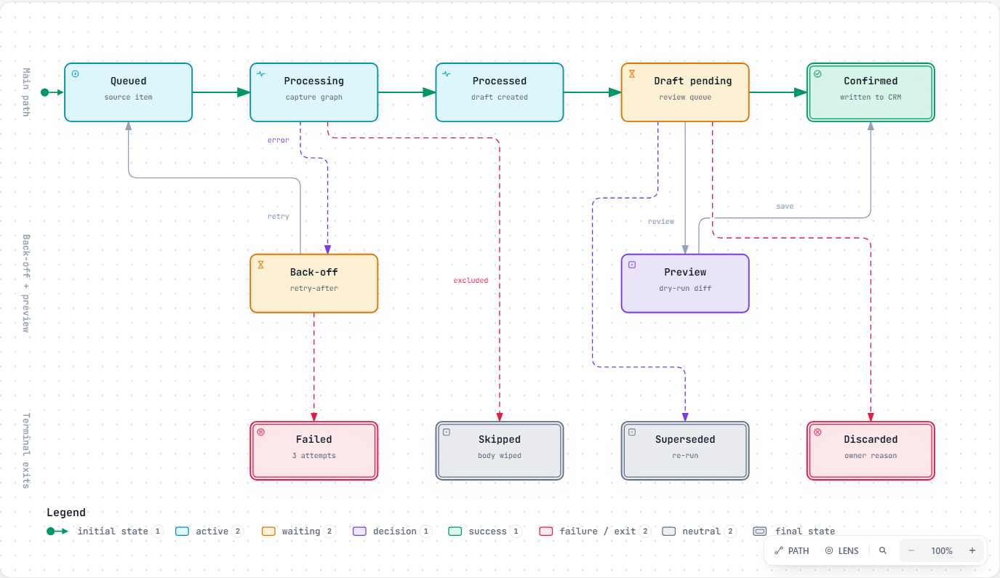 Main path
Queued
source item
Processing
capture graph
Processed
draft created
Draft pending
review queue
Confirmed
written to CRM
error
retry
review
save
Back-off + preview
Back-off
retry-after
excluded
Preview
dry-run diff
Terminal exits
Failed
3 attempts
Skipped
body wiped
Superseded
re-run
Discarded
owner reason
Legend
initial state 1 active 2 waiting 2 decision 1 success 1 failure / exit 2 neutral 2 final state
PATH LENS 100%